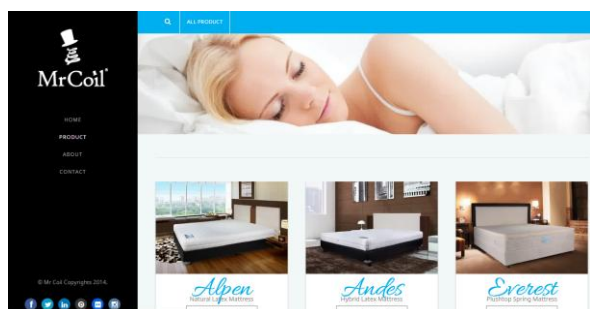 MrCoil
HOME
PRODUCT
ABOUT
CONTACT
© Mr Coil Copyrights 2014.
ALL PRODUCT
Alpen
Natural Latex Mattress
Andes
Hybrid Latex Mattress
Everest
Plushtop Spring Mattress